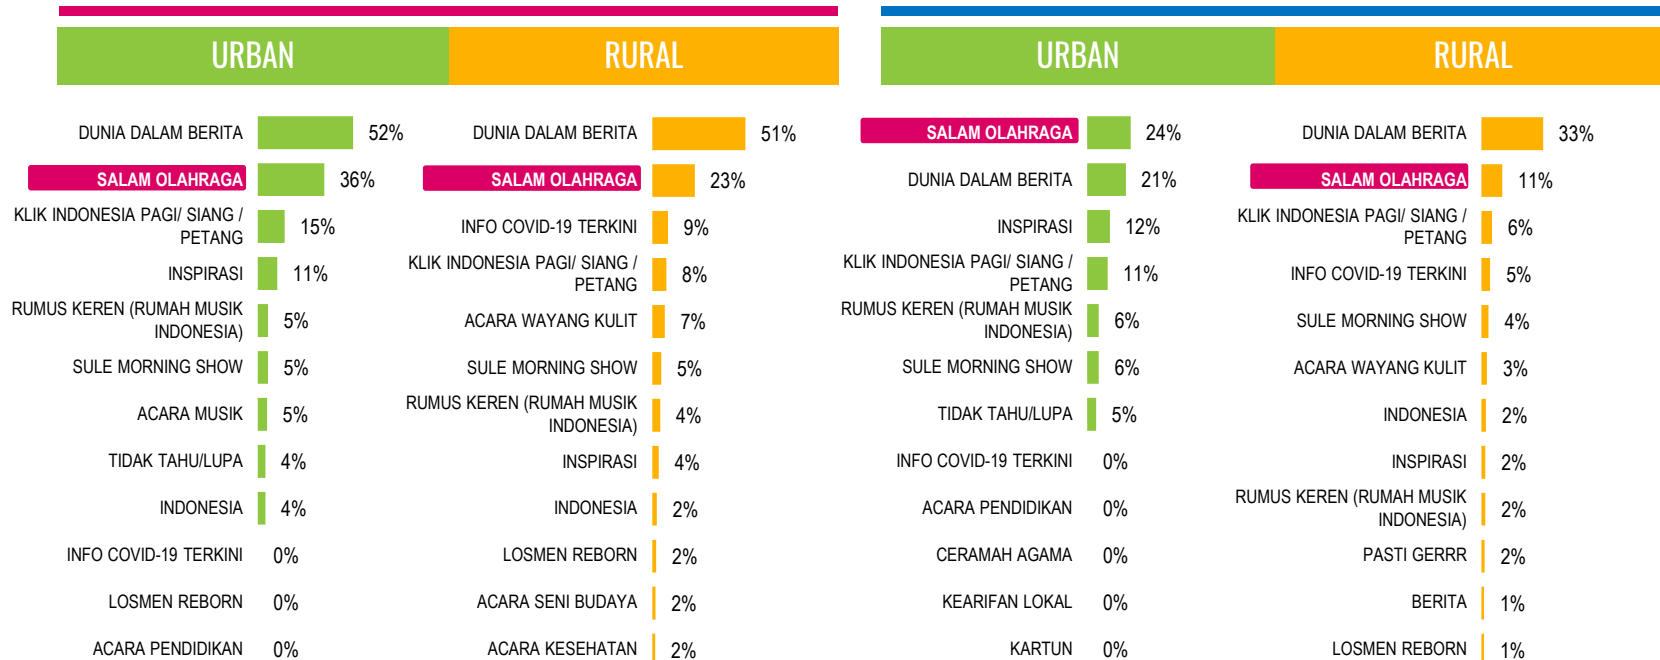 URBAN
RURAL
DUNIA DALAM BERITA 52%
SALAM OLAHRAGA 36%
KLIK INDONESIA PAGI/ SIANG /
PETANG 15%
INSPIRASI 11%
RUMUS KEREN (RUMAH MUSIK
INDONESIA) 5%
SULE MORNING SHOW 5%
ACARA MUSIK 5%
TIDAK TAHU/LUPA 4%
INDONESIA 4%
INFO COVID-19 TERKINI 0%
LOSMEN REBORN 0%
ACARA PENDIDIKAN 0%
DUNIA DALAM BERITA 51%
SALAM OLAHRAGA 23%
INFO COVID-19 TERKINI 9%
KLIK INDONESIA PAGI/ SIANG /
PETANG 8%
ACARA WAYANG KULIT 7%
SULE MORNING SHOW 5%
RUMUS KEREN (RUMAH MUSIK
INDONESIA) 4%
INSPIRASI 4%
INDONESIA 2%
LOSMEN REBORN 2%
ACARA SENI BUDAYA 2%
ACARA KESEHATAN 2%
URBAN
RURAL
SALAM OLAHRAGA 24%
DUNIA DALAM BERITA 21%
INSPIRASI 12%
KLIK INDONESIA PAGI/ SIANG /
PETANG 11%
RUMUS KEREN (RUMAH MUSIK
INDONESIA) 6%
SULE MORNING SHOW 6%
TIDAK TAHU/LUPA 5%
INFO COVID-19 TERKINI 0%
ACARA PENDIDIKAN 0%
CERAMAH AGAMA 0%
KEARIFAN LOKAL 0%
KARTUN 0%
DUNIA DALAM BERITA 33%
SALAM OLAHRAGA 11%
KLIK INDONESIA PAGI/ SIANG /
PETANG 6%
INFO COVID-19 TERKINI 5%
SULE MORNING SHOW 4%
ACARA WAYANG KULIT 3%
INDONESIA 2%
INSPIRASI 2%
RUMUS KEREN (RUMAH MUSIK
INDONESIA) 2%
PASTI GERRR 2%
BERITA 1%
LOSMEN REBORN 1%